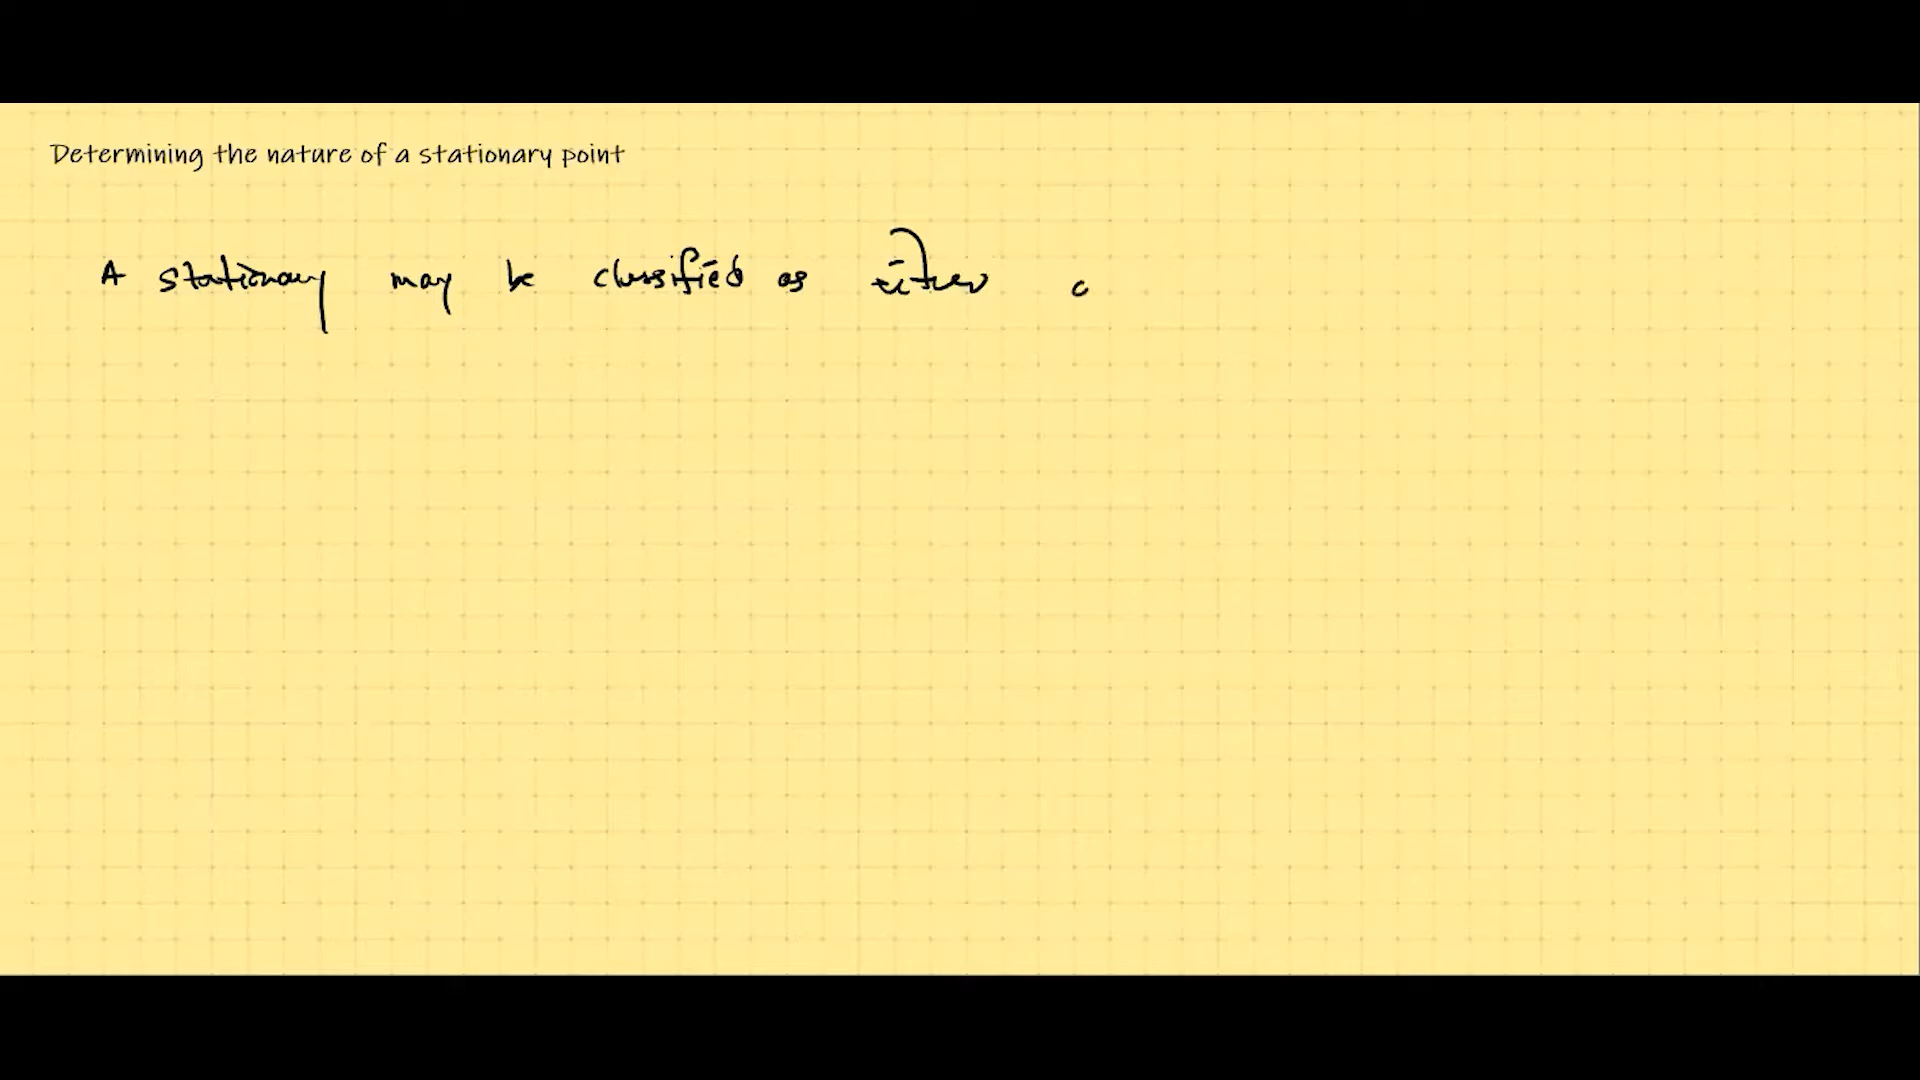 Determining the nature of a stationary point
A stationary may be classified as either a